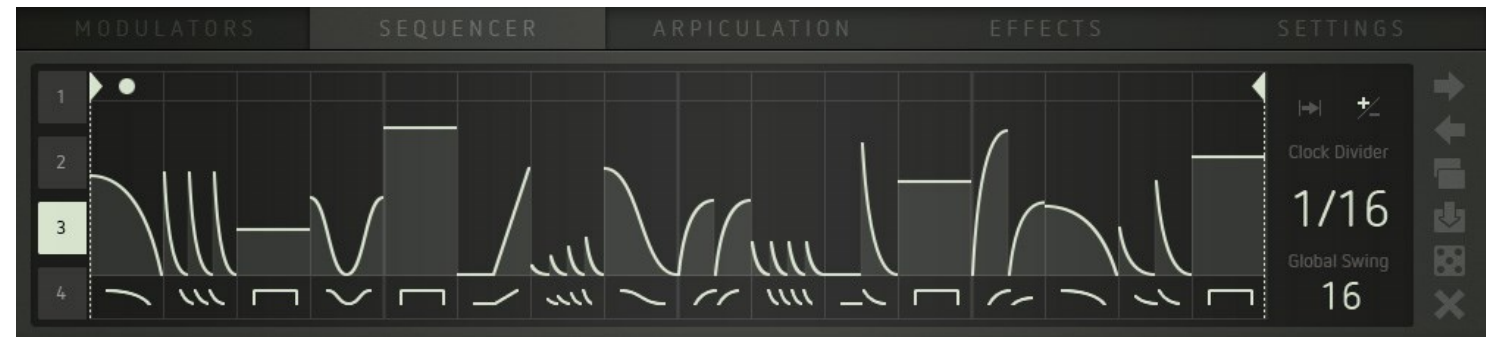 MODULATORS SEQUENCER ARPICULATION EFFECTS SETTINGS
1
2
3
4
Clock Divider
1/16
Global Swing
16